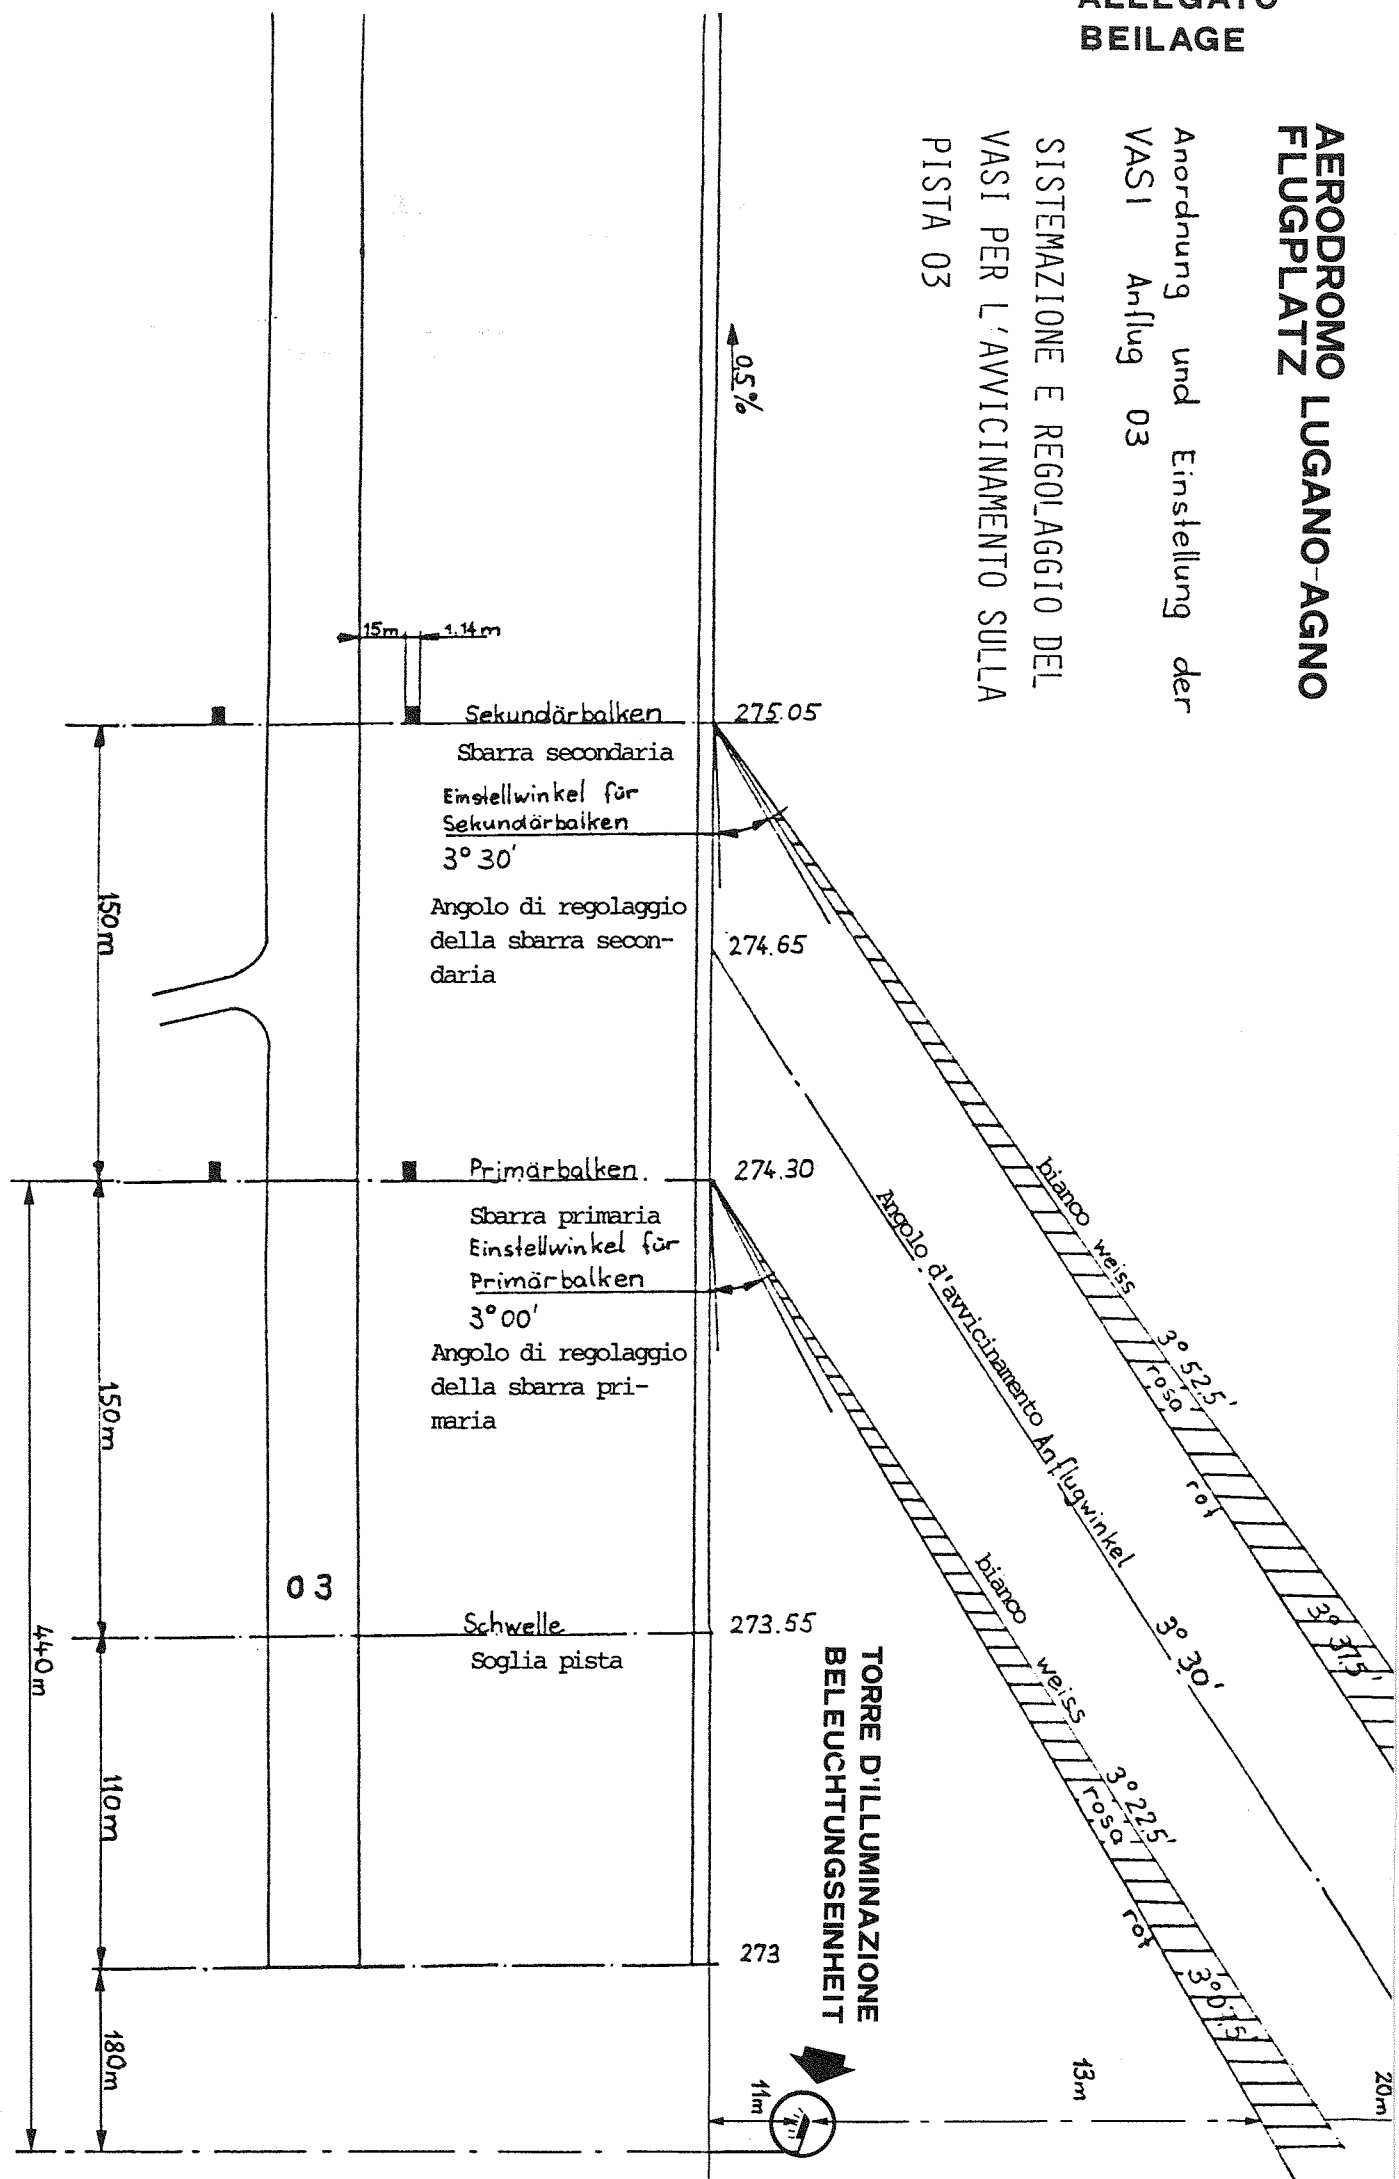 BEILAGE
AERODROMO LUGANO-AGNO
FLUGPLATZ
Anordnung und Einstellung der
VASI Anflug 03
SISTEMAZIONE E REGOLAGGIO DEL
VASI PER L'AVVICINAMENTO SULLA
PISTA 03
0.5%
15m 1.14m
Sekundärbalken 275.05
Sbarra secondaria
Einstellwinkel für
Sekundärbalken
3° 30'
Angolo di regolaggio
della sbarra secon-
daria
274.65
150m
Primärbalken 274.30
Sbarra primaria
Einstellwinkel für
Primärbalken
3° 00'
Angolo di regolaggio
della sbarra pri-
maria
150m
bianco weiss 3° 52,5'
rosa
rot 3° 37,5'
Angolo d'avvicinamento Anflugwinkel 3° 30'
bianco weiss 3° 22,5'
rosa
rot 3° 07,5'
03
Schwelle 273.55
Soglia pista
440m
110m
TORRE D'ILLUMINAZIONE
BELEUCHTUNGSEINHEIT
273
180m
11m
13m
20m